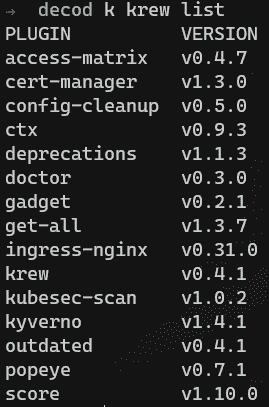 → decod k krew list
PLUGIN VERSION
access-matrix v0.4.7
cert-manager v1.3.0
config-cleanup v0.5.0
ctx v0.9.3
deprecations v1.1.3
doctor v0.3.0
gadget v0.2.1
get-all v1.3.7
ingress-nginx v0.31.0
krew v0.4.1
kubesec-scan v1.0.2
kyverno v1.4.1
outdated v0.4.1
popeye v0.7.1
score v1.10.0